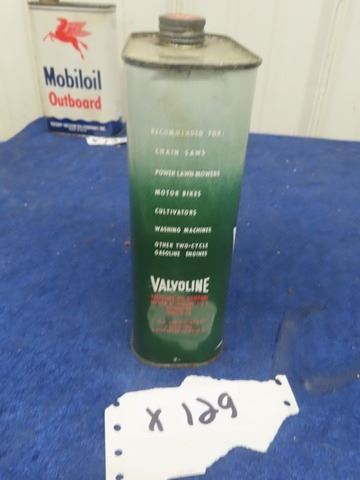 Mobiloil
Outboard
RECOMMENDED FOR:
CHAIN SAWS
POWER LAWN MOWERS
MOTOR BIKES
CULTIVATORS
WASHING MACHINES
OTHER TWO-CYCLE
GASOLINE ENGINES
VALVOLINE
X 129